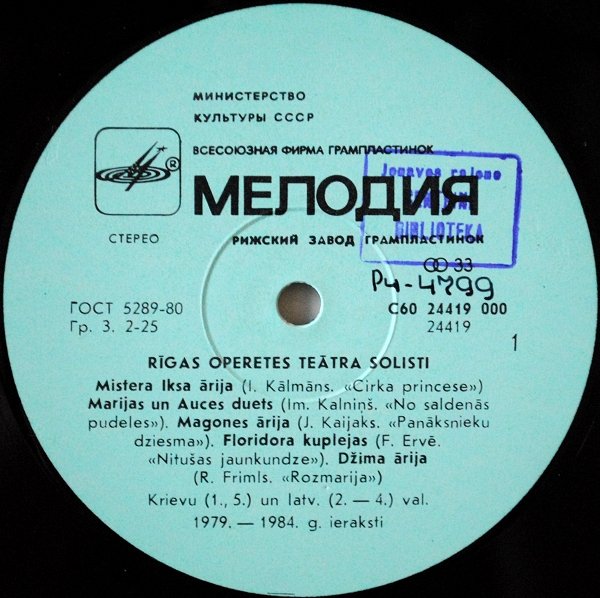 МИНИСТЕРСТВО
КУЛЬТУРЫ СССР
ВСЕСОЮЗНАЯ ФИРМА ГРАМПЛАСТИНОК
®
МЕЛОДИЯ
BIBLIOTEKA
СТЕРЕО
РИЖСКИЙ ЗАВОД ГРАМПЛАСТИНОК
33
P4-4799
ГОСТ 5289-80
С60 24419 000
Гр. 3. 2-25
24419
1
RĪGAS OPERETES TEĀTRA SOLISTI
Mistera Iksa ārija (I. Kālmāns. «Cirka princese»)
Marijas un Auces duets (Im. Kalniņš. «No saldenās
pudeles»). Magones ārija (J. Kaijaks. «Panāksnieku
dziesma»). Floridora kuplejas (F. Ervē.
«Nitušas jaunkundze»). Džima ārija
(R. Frimls. «Rozmarija»)
Krievu (1., 5.) un latv. (2. — 4.) val.
1979. — 1984. g. ieraksti